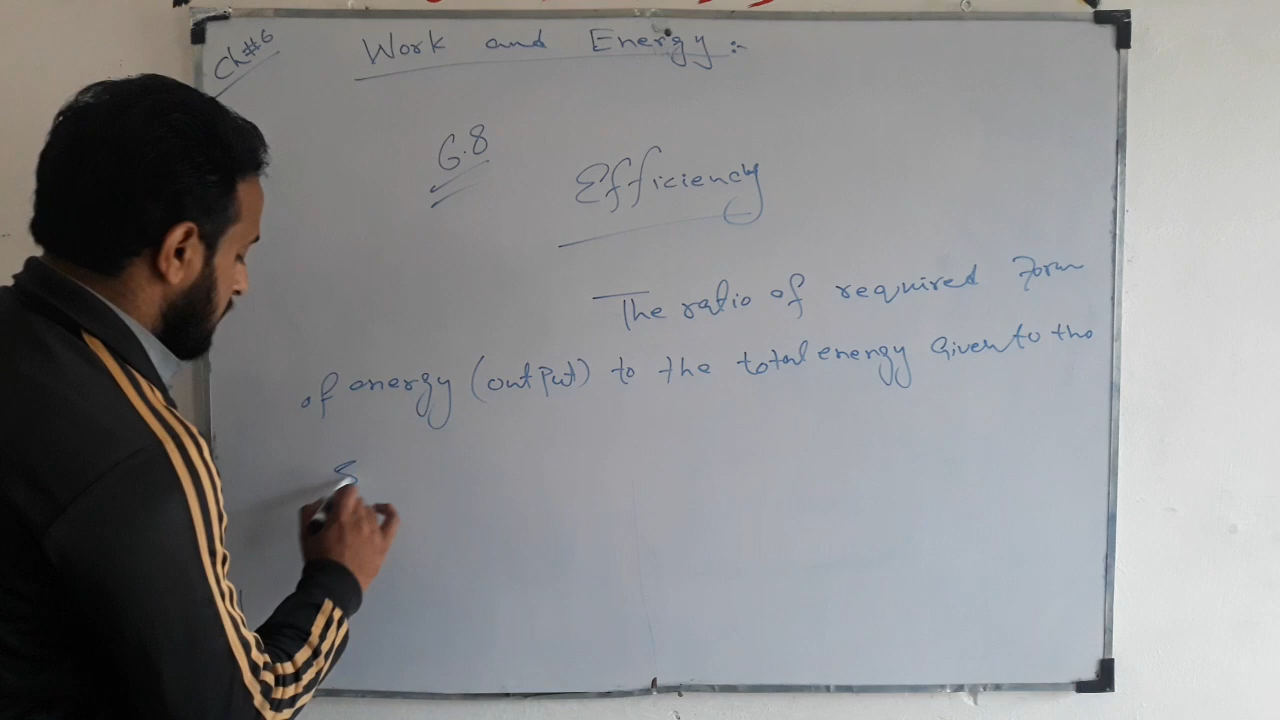 Ch#6
Work and Energy :-
6.8
Efficiency
The ratio of required Form
of energy (output) to the total energy Given to the
S